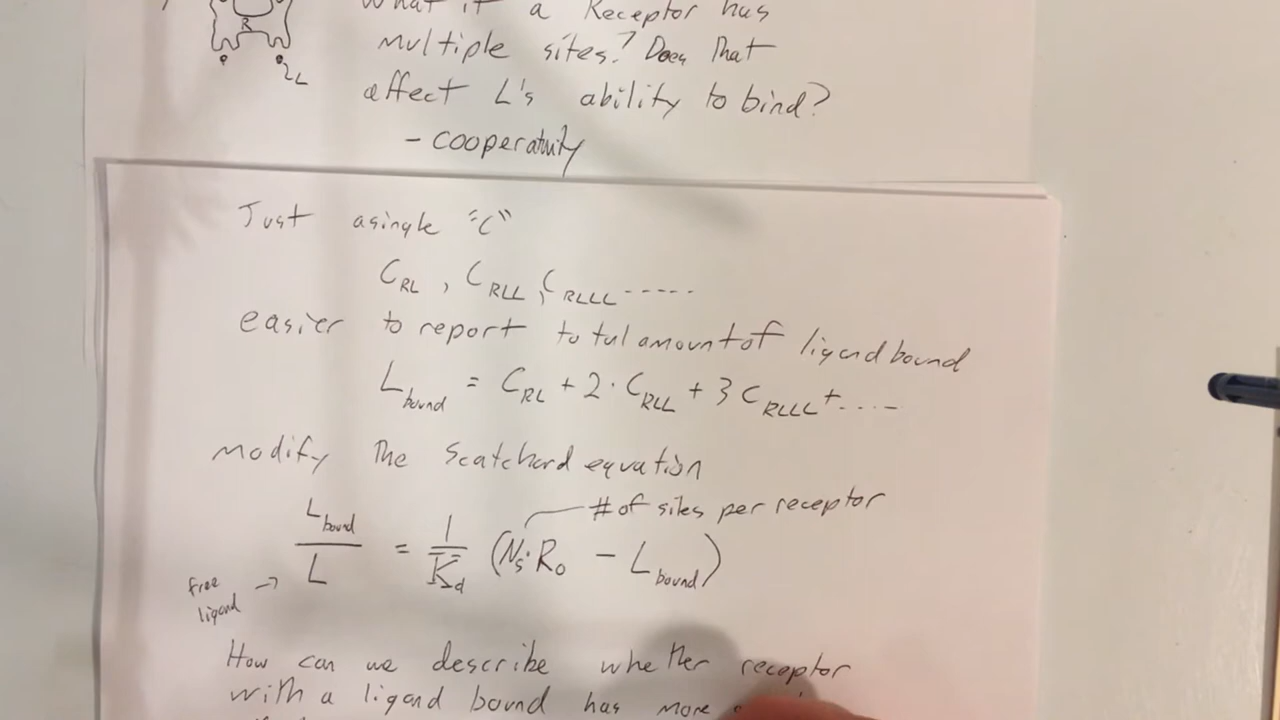 What if a Receptor has
R
multiple sites? Does that
2L
affect L's ability to bind?
- cooperativity
Just a single "C"
C_RL , C_RLL , C_RLLL -----
easier to report total amount of ligand bound
L_bound = C_RL + 2 · C_RLL + 3 C_RLLL + ----
modify the Scatchard equation
# of sites per receptor
L_bound / L = 1 / K_d (N_s · R_0 - L_bound)
free ligand →
How can we describe whether receptor
with a ligand bound has more